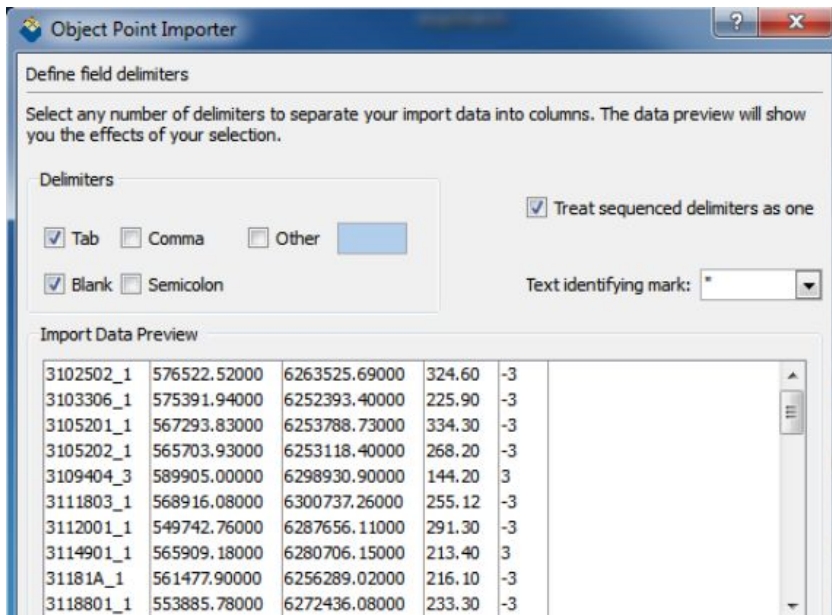 Object Point Importer
Define field delimiters
Select any number of delimiters to separate your import data into columns. The data preview will show
you the effects of your selection.
Delimiters
Treat sequenced delimiters as one
Tab Comma Other
Blank Semicolon
Text identifying mark: "
Import Data Preview
3102502_1 576522.52000 6263525.69000 324.60 -3
3103306_1 575391.94000 6252393.40000 225.90 -3
3105201_1 567293.83000 6253788.73000 334.30 -3
3105202_1 565703.93000 6253118.40000 268.20 -3
3109404_3 589905.00000 6298930.90000 144.20 3
3111803_1 568916.08000 6300737.26000 255.12 -3
3112001_1 549742.76000 6287656.11000 291.30 -3
3114901_1 565909.18000 6280706.15000 213.40 3
31181A_1 561477.90000 6256289.02000 216.10 -3
3118801_1 553885.78000 6272436.08000 233.30 -3